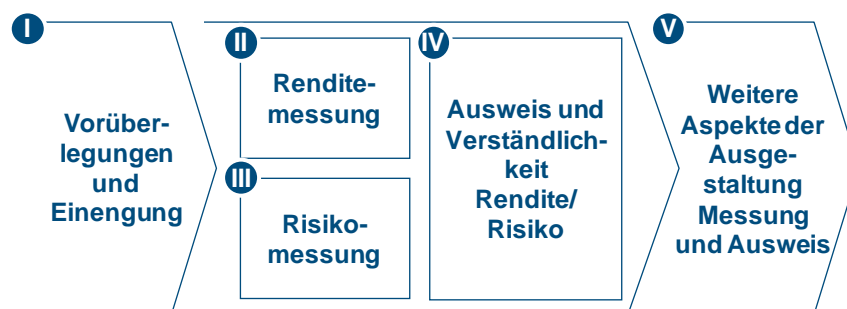 I
Vorüber-
legungen
und
Einengung
II
Rendite-
messung
III
Risiko-
messung
IV
Ausweis und
Verständlich-
keit
Rendite/
Risiko
V
Weitere
Aspekte der
Ausge-
staltung
Messung
und Ausweis